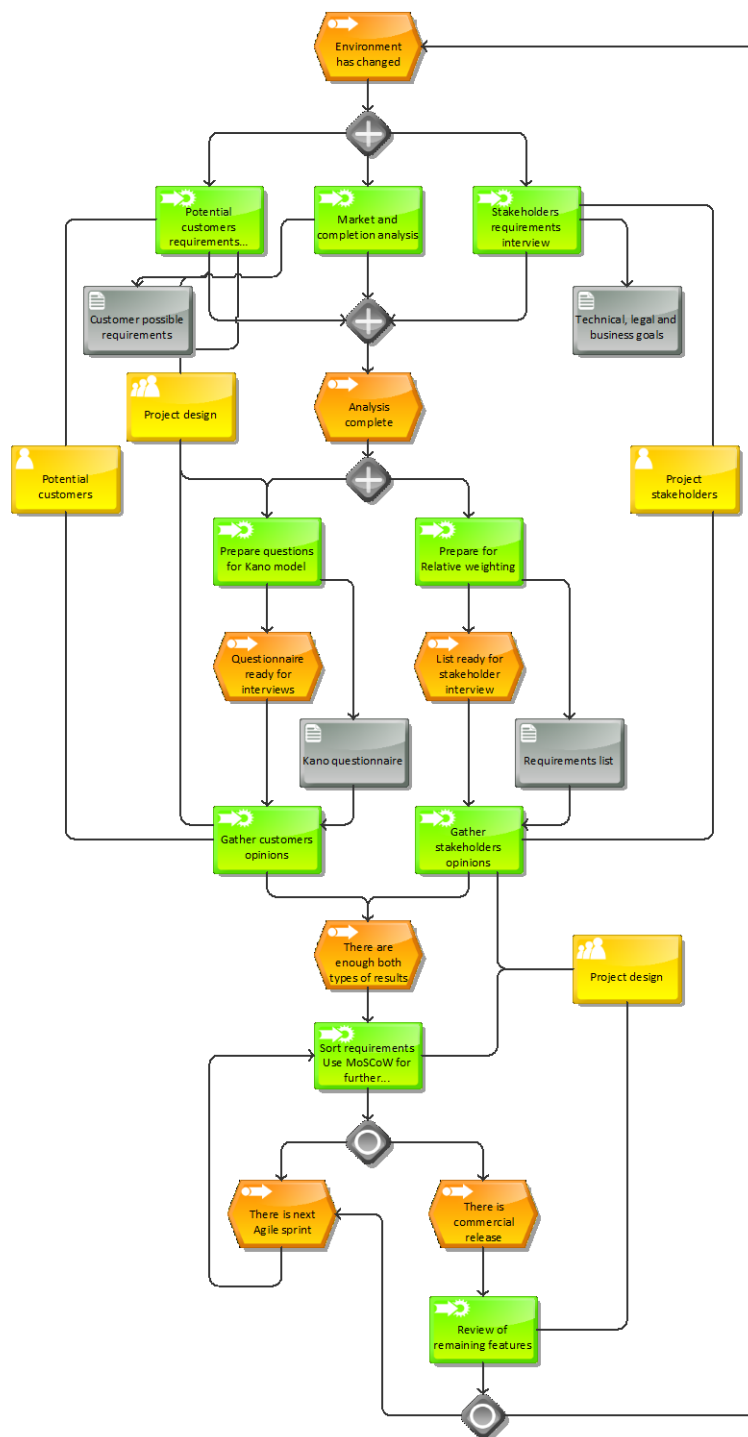 Environment
has changed
Potential
customers
requirements...
Market and
completion analysis
Stakeholders
requirements
interview
Customer possible
requirements
Technical, legal and
business goals
Project design
Analysis
complete
Potential
customers
Project
stakeholders
Prepare questions
for Kano model
Prepare for
Relative weighting
Questionnaire
ready for
interviews
List ready for
stakeholder
interview
Kano questionnaire
Requirements list
Gather customers
opinions
Gather
stakeholders
opinions
There are
enough both
types of results
Project design
Sort requirements
Use MoSCoW for
further...
There is next
Agile sprint
There is
commercial
release
Review of
remaining features